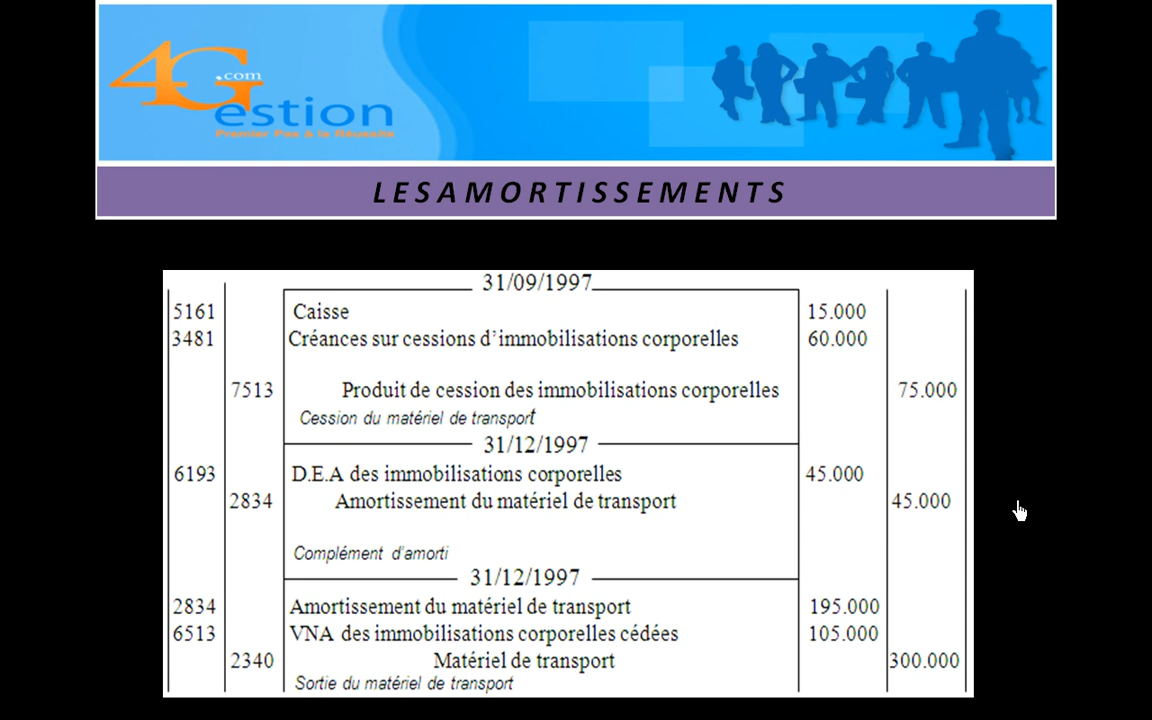 4Gestion
.com
Premier Pas à la Réussite
LES AMORTISSEMENTS
31/09/1997
5161 Caisse 15.000
3481 Créances sur cessions d’immobilisations corporelles 60.000
7513 Produit de cession des immobilisations corporelles 75.000
Cession du matériel de transport
31/12/1997
6193 D.E.A des immobilisations corporelles 45.000
2834 Amortissement du matériel de transport 45.000
Complément d'amorti
31/12/1997
2834 Amortissement du matériel de transport 195.000
6513 VNA des immobilisations corporelles cédées 105.000
2340 Matériel de transport 300.000
Sortie du matériel de transport